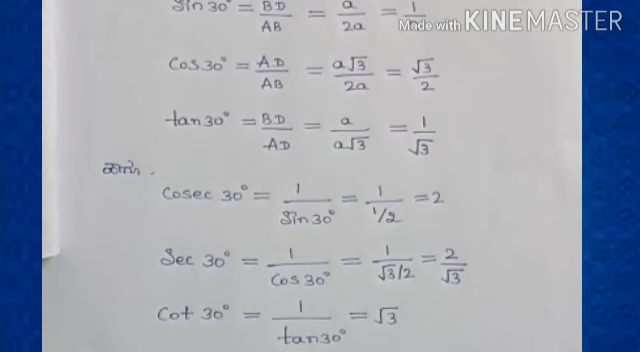 Sin 30° = BD/AB = a/2a = 1
Made with KINEMASTER
Cos 30° = AD/AB = a√3/2a = √3/2
tan 30° = BD/AD = a/a√3 = 1/√3
Cosec 30° = 1/Sin 30° = 1/1/2 = 2
Sec 30° = 1/Cos 30° = 1/√3/2 = 2/√3
Cot 30° = 1/tan 30° = √3